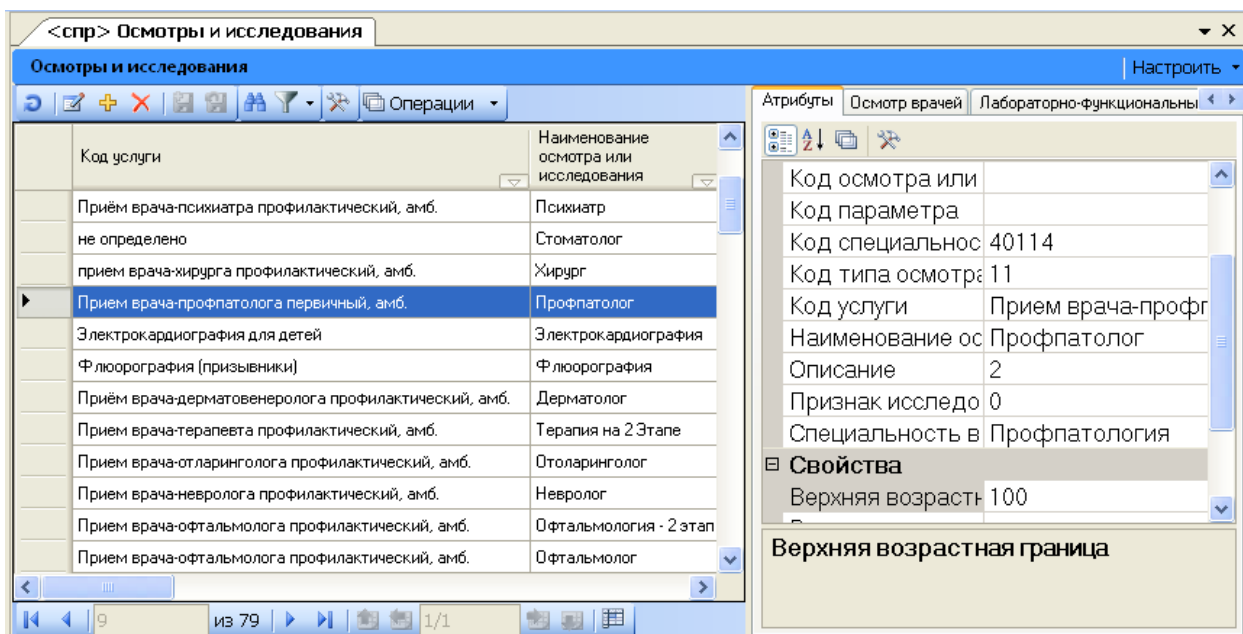 <спр> Осмотры и исследования
Осмотры и исследования
Настроить
Операции
Код услуги
Наименование осмотра или исследования
Приём врача-психиатра профилактический, амб. Психиатр
не определено Стоматолог
прием врача-хирурга профилактический, амб. Хирург
Прием врача-профпатолога первичный, амб. Профпатолог
Электрокардиография для детей Электрокардиография
Флюорография (призывники) Флюорография
Приём врача-дерматовенеролога профилактический, амб. Дерматолог
Прием врача-терапевта профилактический, амб. Терапия на 2 Этапе
Прием врача-отларинголога профилактический, амб. Отоларинголог
Прием врача-невролога профилактический, амб. Невролог
Прием врача-офтальмолога профилактический, амб. Офтальмология - 2 этап
Прием врача-офтальмолога профилактический, амб. Офтальмолог
9 из 79 1/1
Атрибуты Осмотр врачей Лабораторно-функциональны
Код осмотра или
Код параметра
Код специальнос 40114
Код типа осмотра 11
Код услуги Прием врача-профп
Наименование ос Профпатолог
Описание 2
Признак исследо 0
Специальность в Профпатология
Свойства
Верхняя возрастн 100
Верхняя возрастная граница